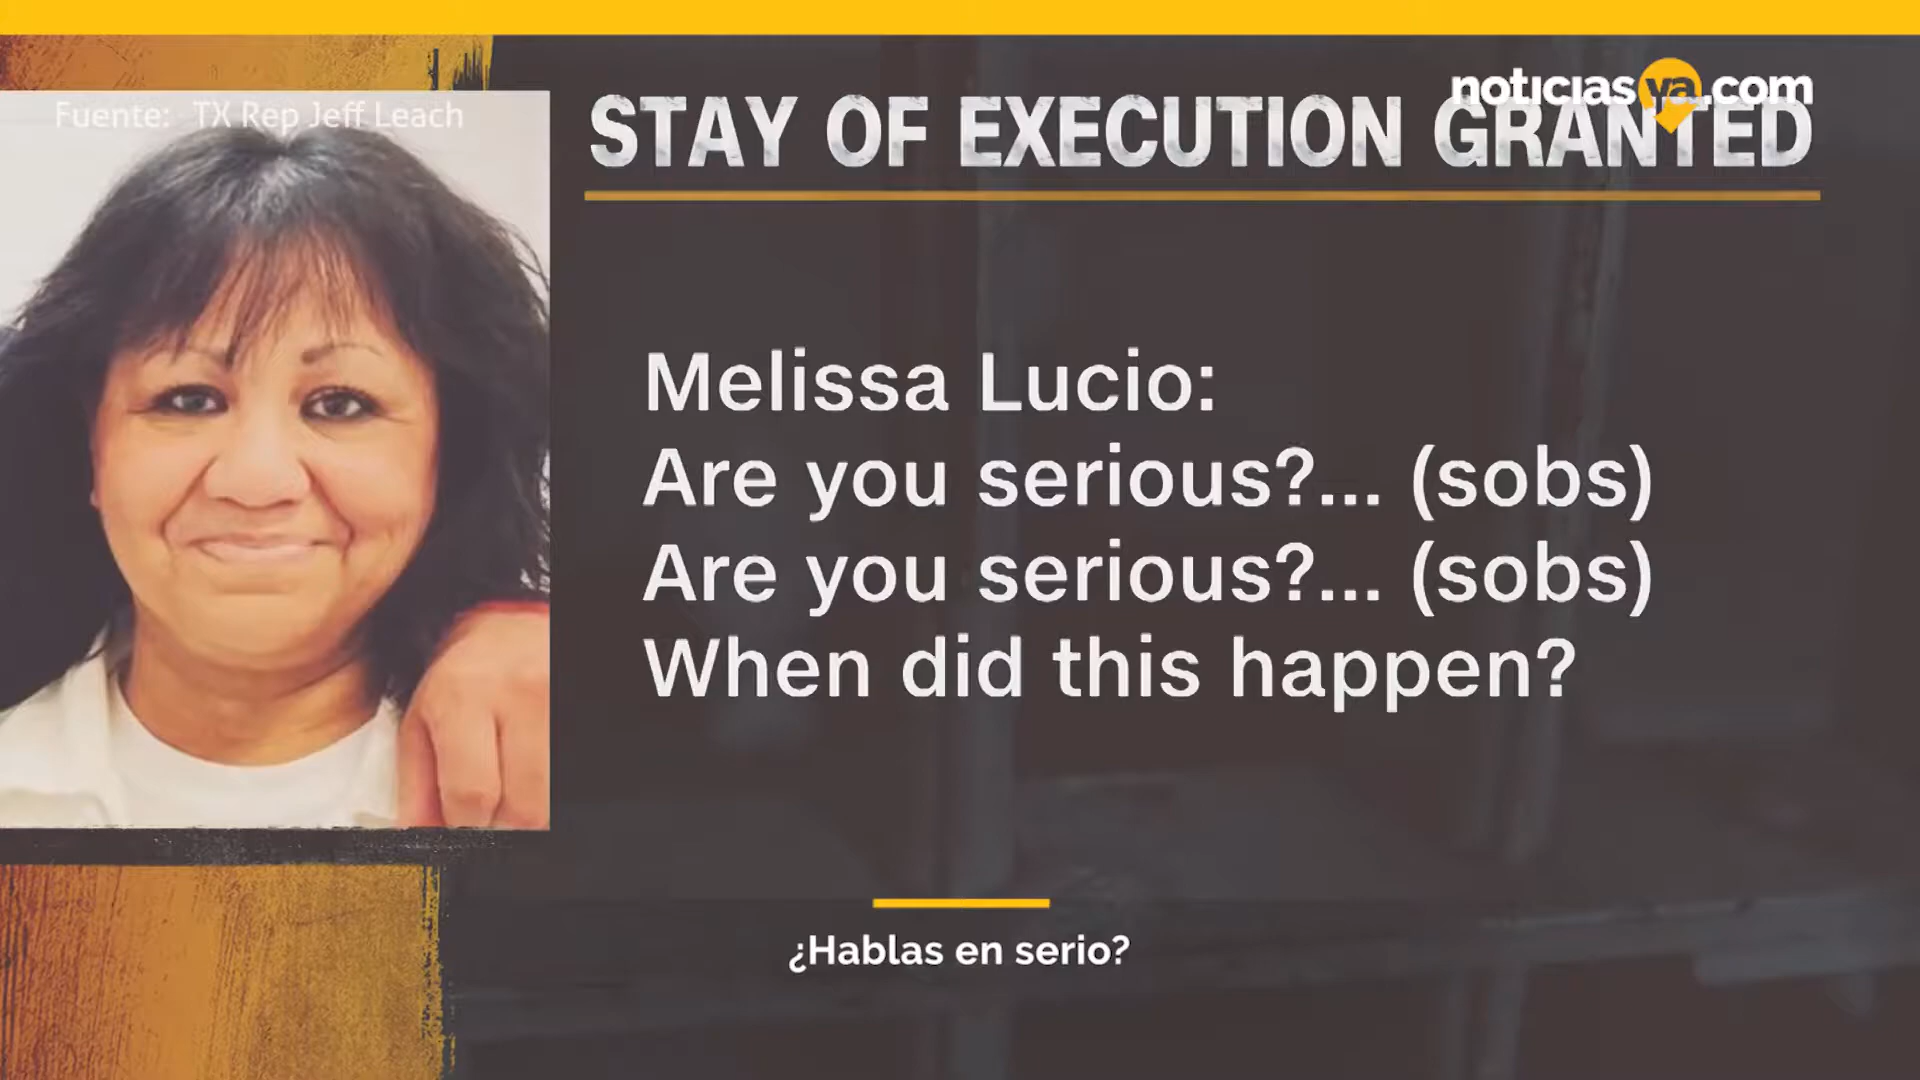 noticiasya.com
Fuente: TX Rep Jeff Leach
STAY OF EXECUTION GRANTED
Melissa Lucio:
Are you serious?... (sobs)
Are you serious?... (sobs)
When did this happen?
¿Hablas en serio?